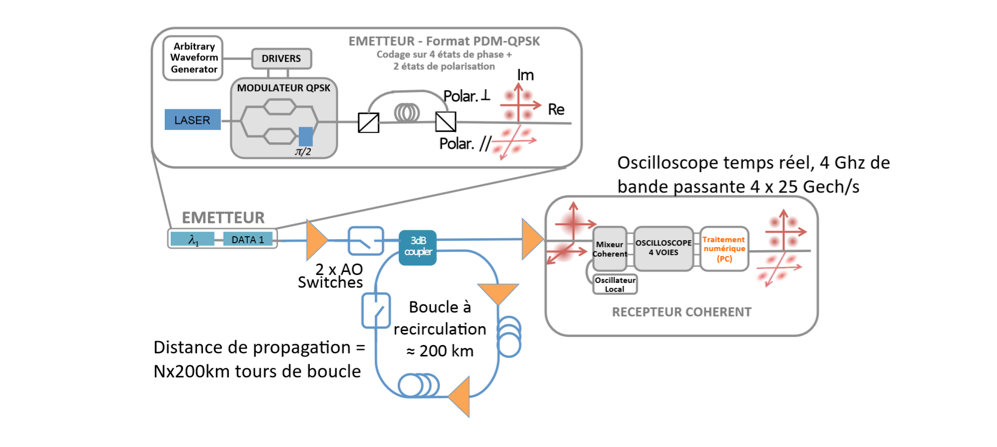 EMETTEUR - Format PDM-QPSK
Codage sur 4 états de phase +
2 états de polarisation
Arbitrary
Waveform
Generator
DRIVERS
MODULATEUR QPSK
LASER
π/2
Polar.⊥
Polar. //
Im
Re
Oscilloscope temps réel, 4 Ghz de
bande passante 4 x 25 Gech/s
EMETTEUR
λ1
DATA 1
2 x AO
Switches
3dB
coupler
Mixeur
Coherent
OSCILLOSCOPE
4 VOIES
Traitement
numérique
(PC)
Oscillateur
Local
RECEPTEUR COHERENT
Boucle à
recirculation
≈ 200 km
Distance de propagation =
Nx200km tours de boucle